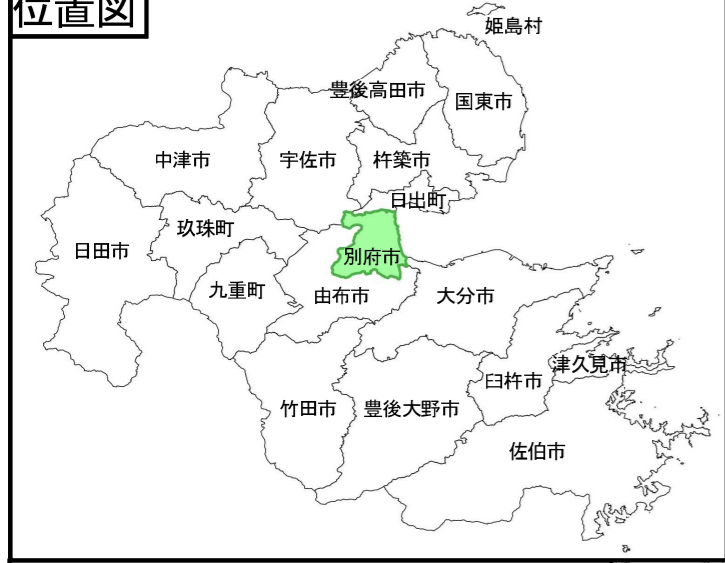 位置図
姫島村
豊後高田市
国東市
中津市
宇佐市
杵築市
日出町
玖珠町
日田市
別府市
九重町
由布市
大分市
津久見市
臼杵市
竹田市
豊後大野市
佐伯市